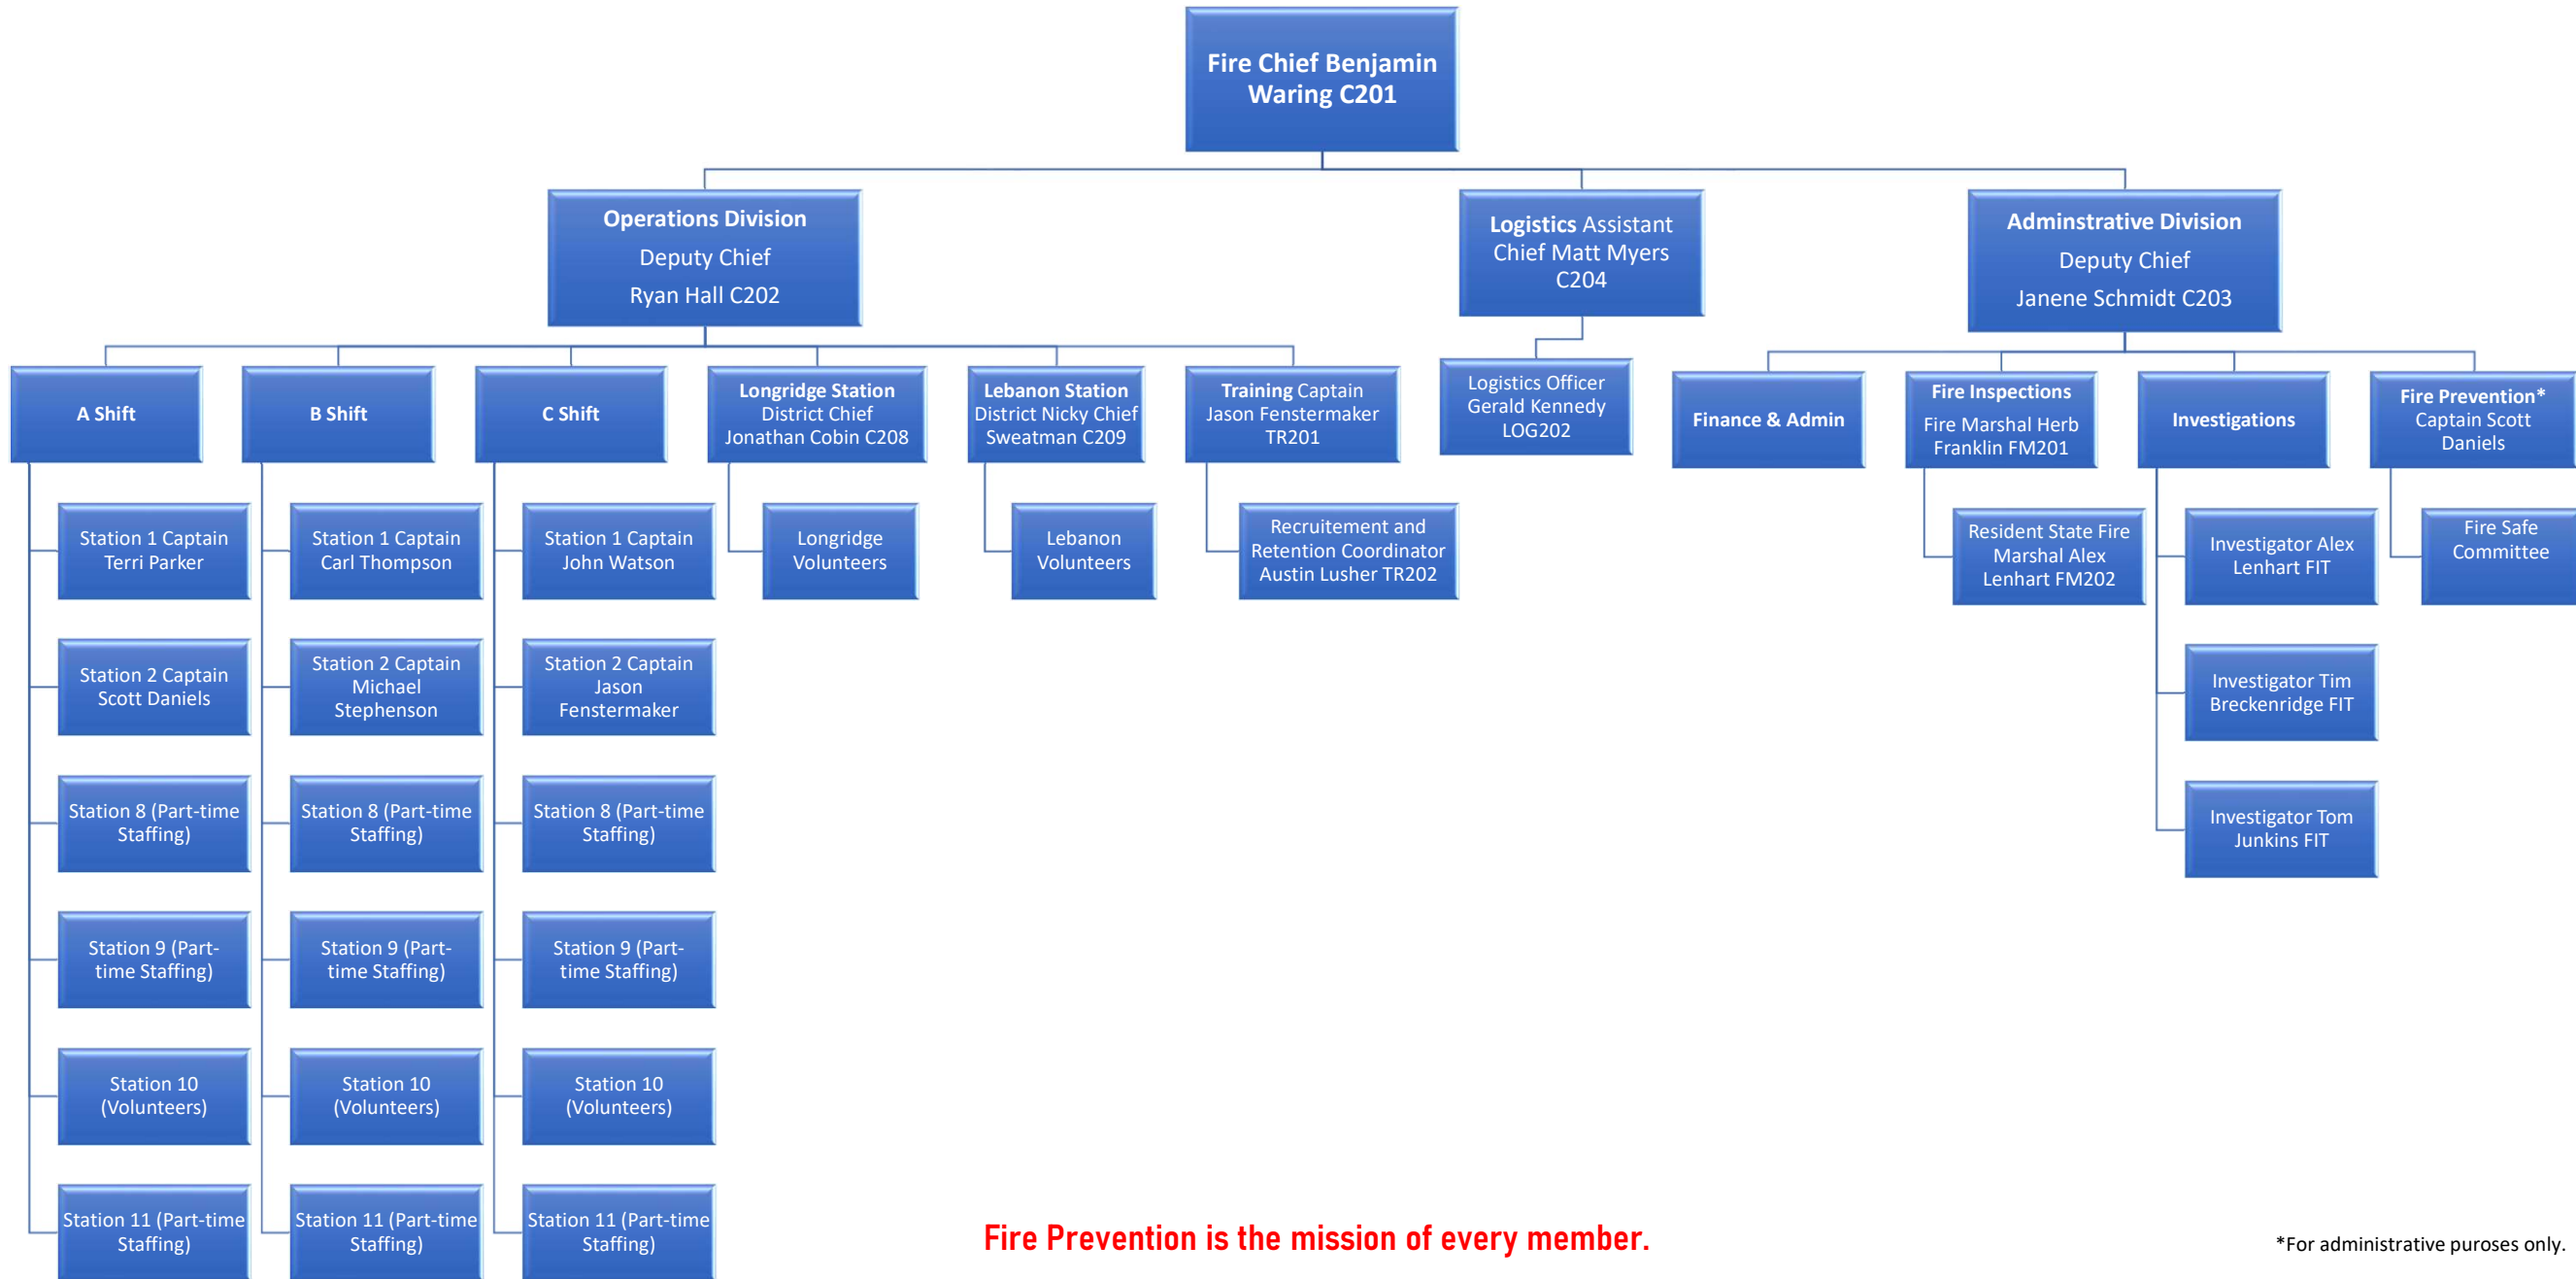 Fire Chief Benjamin
Waring C201
Operations Division
Deputy Chief
Ryan Hall C202
Logistics Assistant
Chief Matt Myers
C204
Adminstrative Division
Deputy Chief
Janene Schmidt C203
A Shift
B Shift
C Shift
Longridge Station
District Chief
Jonathan Cobin C208
Lebanon Station
District Nicky Chief
Sweatman C209
Training Captain
Jason Fenstermaker
TR201
Logistics Officer
Gerald Kennedy
LOG202
Finance & Admin
Fire Inspections
Fire Marshal Herb
Franklin FM201
Investigations
Fire Prevention*
Captain Scott
Daniels
Station 1 Captain
Terri Parker
Station 1 Captain
Carl Thompson
Station 1 Captain
John Watson
Longridge
Volunteers
Lebanon
Volunteers
Recruitement and
Retention Coordinator
Austin Lusher TR202
Resident State Fire
Marshal Alex
Lenhart FM202
Investigator Alex
Lenhart FIT
Fire Safe
Committee
Station 2 Captain
Scott Daniels
Station 2 Captain
Michael
Stephenson
Station 2 Captain
Jason
Fenstermaker
Investigator Tim
Breckenridge FIT
Station 8 (Part-time
Staffing)
Station 8 (Part-time
Staffing)
Station 8 (Part-time
Staffing)
Investigator Tom
Junkins FIT
Station 9 (Part-
time Staffing)
Station 9 (Part-
time Staffing)
Station 9 (Part-
time Staffing)
Station 10
(Volunteers)
Station 10
(Volunteers)
Station 10
(Volunteers)
Station 11 (Part-time
Staffing)
Station 11 (Part-time
Staffing)
Station 11 (Part-time
Staffing)
Fire Prevention is the mission of every member.
*For administrative puroses only.